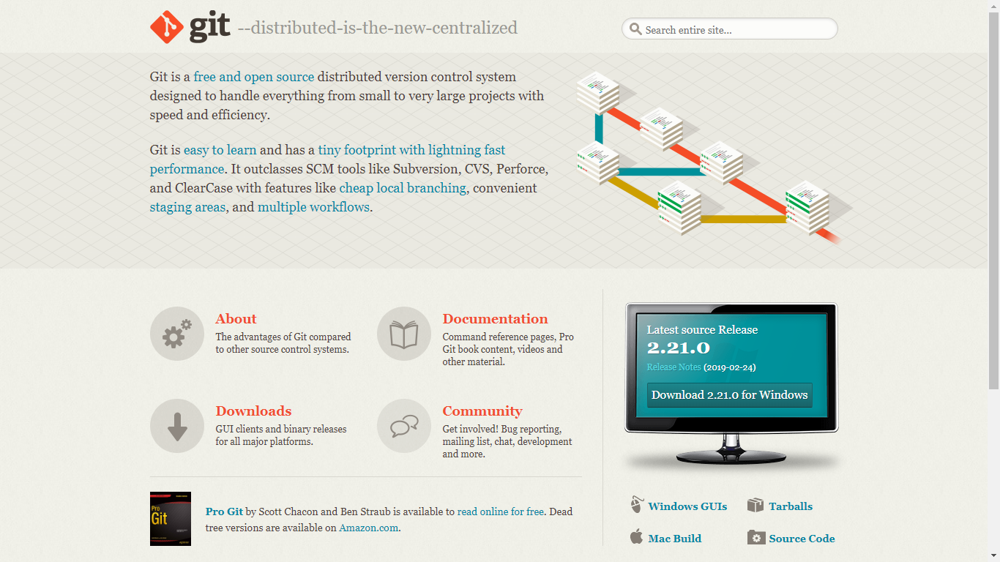 git --distributed-is-the-new-centralized
Search entire site...
Git is a free and open source distributed version control system
designed to handle everything from small to very large projects with
speed and efficiency.
Git is easy to learn and has a tiny footprint with lightning fast
performance. It outclasses SCM tools like Subversion, CVS, Perforce,
and ClearCase with features like cheap local branching, convenient
staging areas, and multiple workflows.
About
The advantages of Git compared
to other source control systems.
Documentation
Command reference pages, Pro
Git book content, videos and
other material.
Downloads
GUI clients and binary releases
for all major platforms.
Community
Get involved! Bug reporting,
mailing list, chat, development
and more.
Pro
Git
Pro Git by Scott Chacon and Ben Straub is available to read online for free. Dead
tree versions are available on Amazon.com.
Latest source Release
2.21.0
Release Notes (2019-02-24)
Download 2.21.0 for Windows
Windows GUIs
Tarballs
Mac Build
Source Code